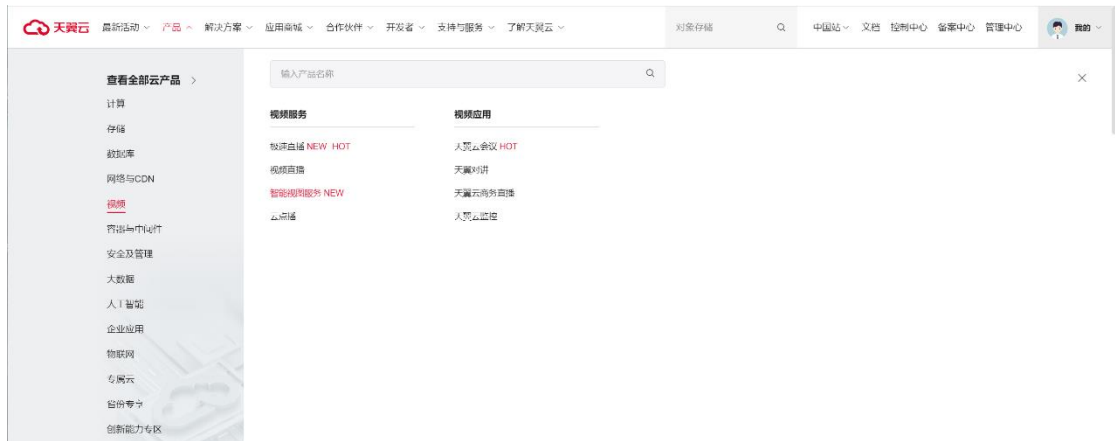 天翼云 最新活动 产品 解决方案 应用商城 合作伙伴 开发者 支持与服务 了解天翼云 对象存储 中国站 文档 控制中心 备案中心 管理中心 我的
查看全部云产品 >
输入产品名称
计算
存储
数据库
网络与CDN
视频
容器与中间件
安全及管理
大数据
人工智能
企业应用
物联网
专属云
省份专享
创新能力专区
视频服务
极速直播 NEW HOT
视频直播
智能视图服务 NEW
云点播
视频应用
天翼云会议 HOT
天翼对讲
天翼云商务直播
天翼云监控